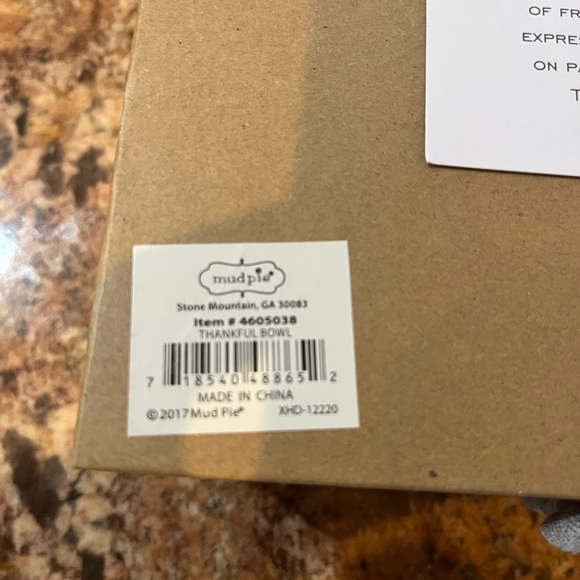 OF FR
EXPRES
ON PA
T
mud pie®
Stone Mountain, GA 30083
Item # 4605038
THANKFUL BOWL
7 18540 48865 2
MADE IN CHINA
©2017 Mud Pie® XHD-12220